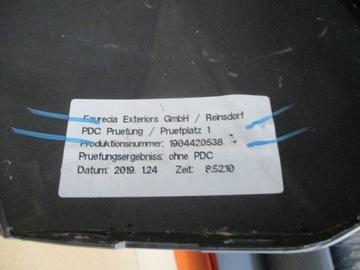 Faurecia Exteriors GmbH / Reinsdorf
PDC Pruefung / Pruefplatz 1
Produktionsnummer: 1904420538
Pruefungsergebniss: ohne PDC
Datum: 2019. 1.24 Zeit: 8:52:10